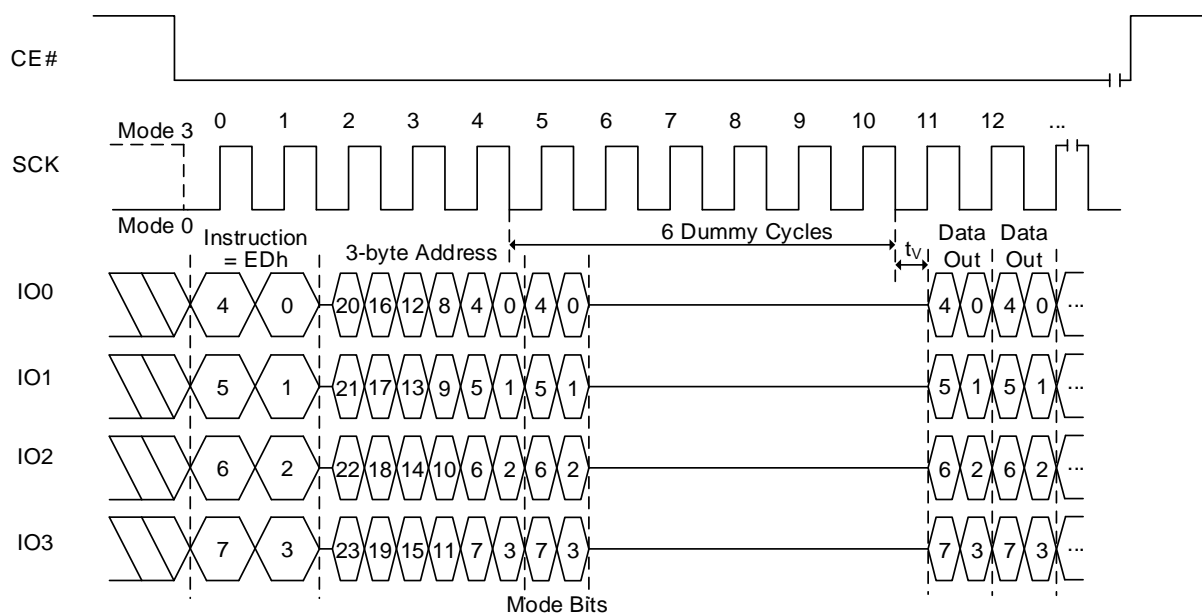 CE#
Mode 3 0 1 2 3 4 5 6 7 8 9 10 11 12 ...
SCK
Mode 0
6 Dummy Cycles
Instruction = EDh
3-byte Address
tV
Data Out
Data Out
IO0 4 0 20 16 12 8 4 0 4 0 4 0 4 0 ...
IO1 5 1 21 17 13 9 5 1 5 1 5 1 5 1 ...
IO2 6 2 22 18 14 10 6 2 6 2 6 2 6 2 ...
IO3 7 3 23 19 15 11 7 3 7 3 7 3 7 3 ...
Mode Bits